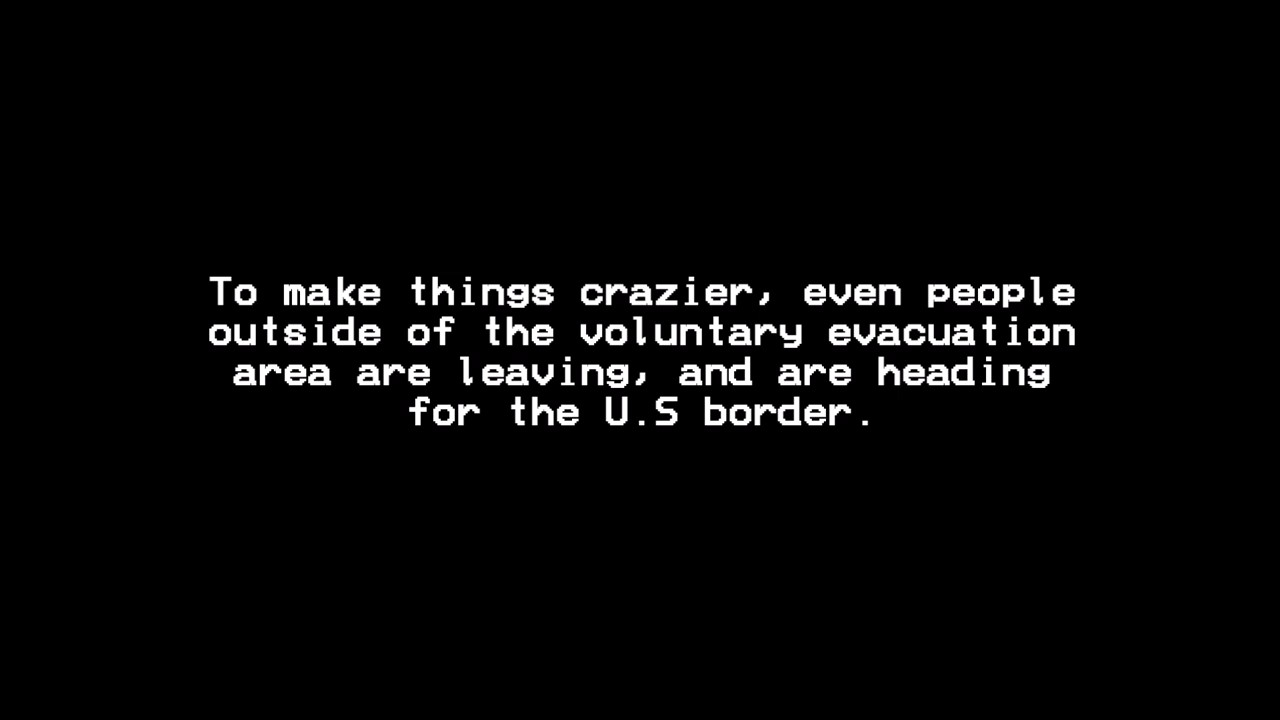 To make things crazier, even people
outside of the voluntary evacuation
area are leaving, and are heading
for the U.S border.